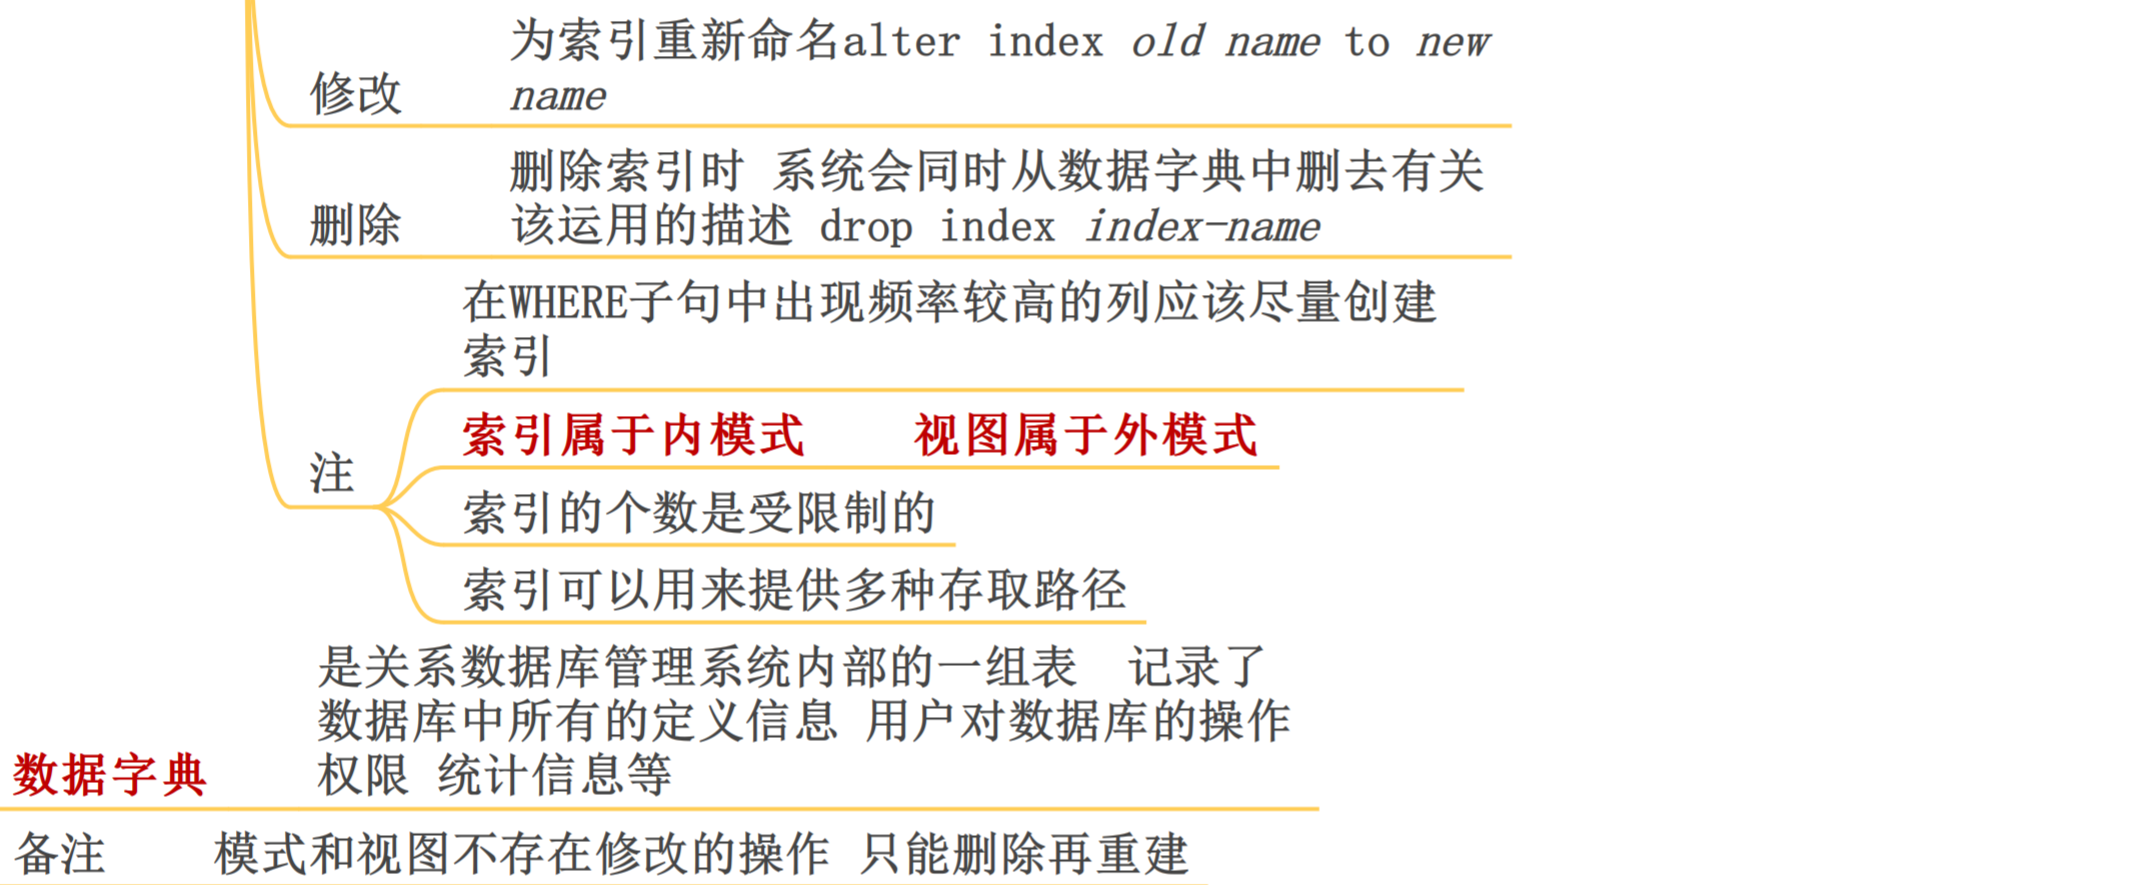 为索引重新命名alter index old name to new
修改 name
删除索引时 系统会同时从数据字典中删去有关
删除 该运用的描述 drop index index-name
在WHERE子句中出现频率较高的列应该尽量创建
索引
索引属于内模式 视图属于外模式
注
索引的个数是受限制的
索引可以用来提供多种存取路径
是关系数据库管理系统内部的一组表 记录了
数据库中所有的定义信息 用户对数据库的操作
数据字典 权限 统计信息等
备注 模式和视图不存在修改的操作 只能删除再重建